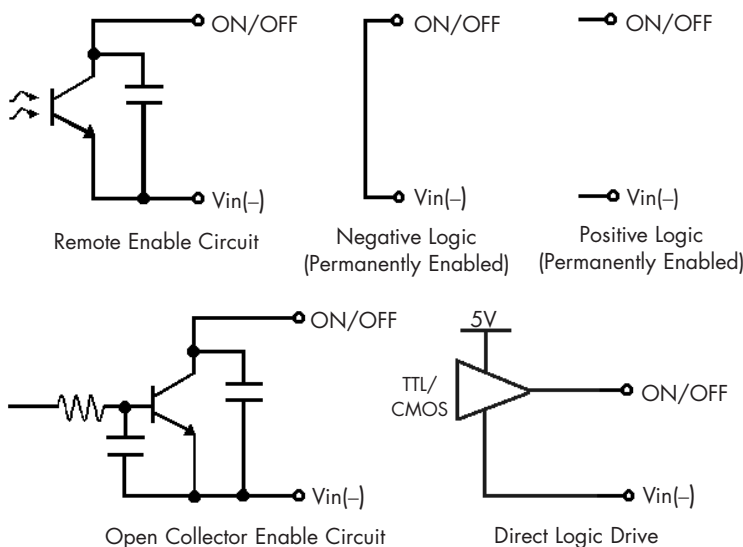 ON/OFF
Vin(–)
Remote Enable Circuit
ON/OFF
Vin(–)
Negative Logic
(Permanently Enabled)
ON/OFF
Vin(–)
Positive Logic
(Permanently Enabled)
ON/OFF
Vin(–)
Open Collector Enable Circuit
5V
TTL/
CMOS
ON/OFF
Vin(–)
Direct Logic Drive